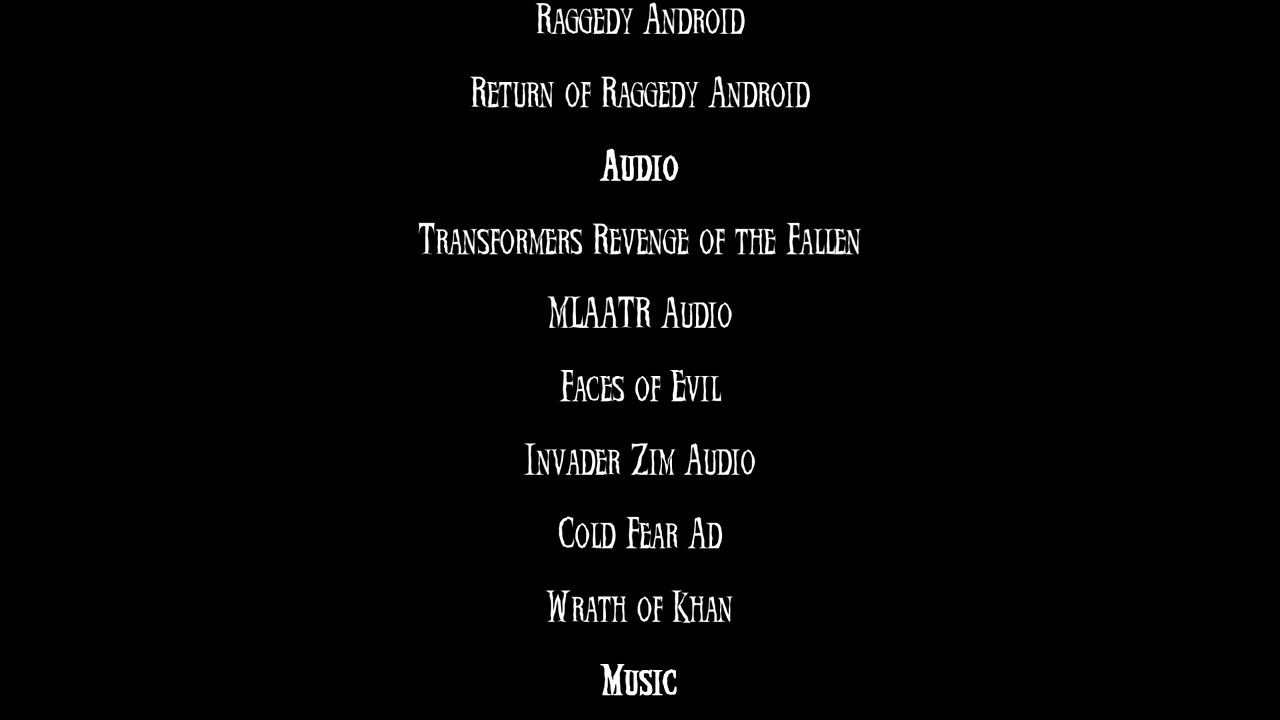 Raggedy Android
Return of Raggedy Android
Audio
Transformers Revenge of the Fallen
MLAATR Audio
Faces of Evil
Invader Zim Audio
Cold Fear Ad
Wrath of Khan
Music